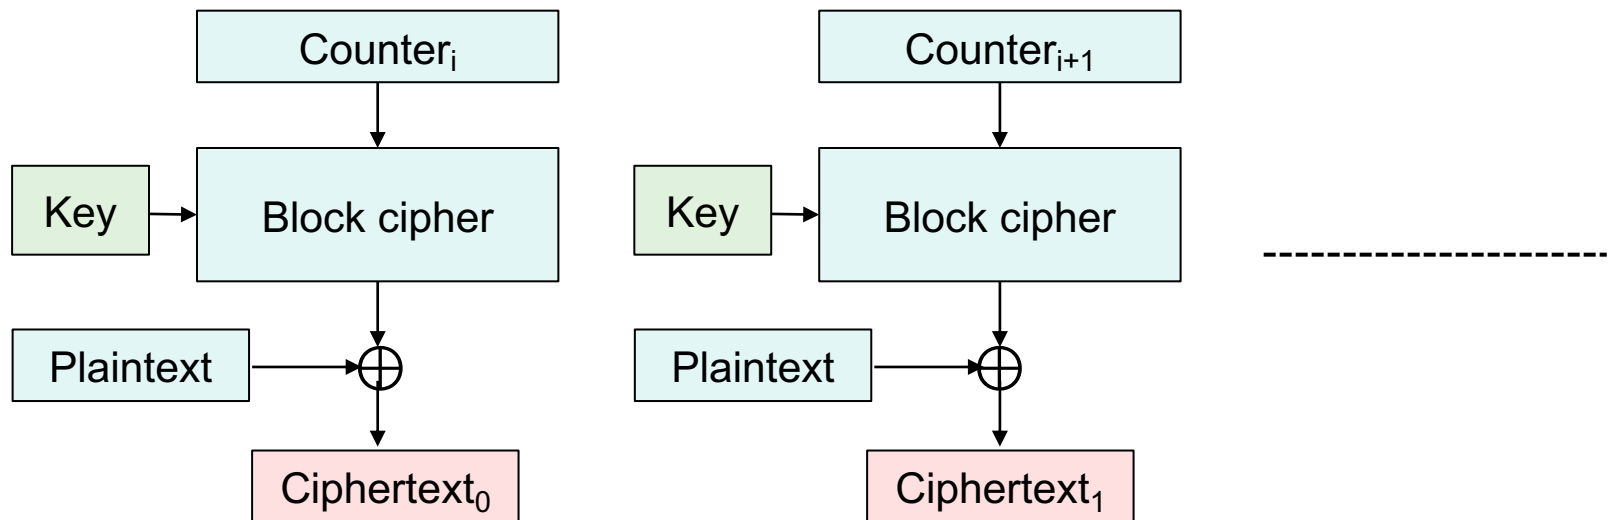 Counterᵢ
Counterᵢ₊₁
Key
Block cipher
Key
Block cipher
Plaintext
Plaintext
Ciphertext₀
Ciphertext₁